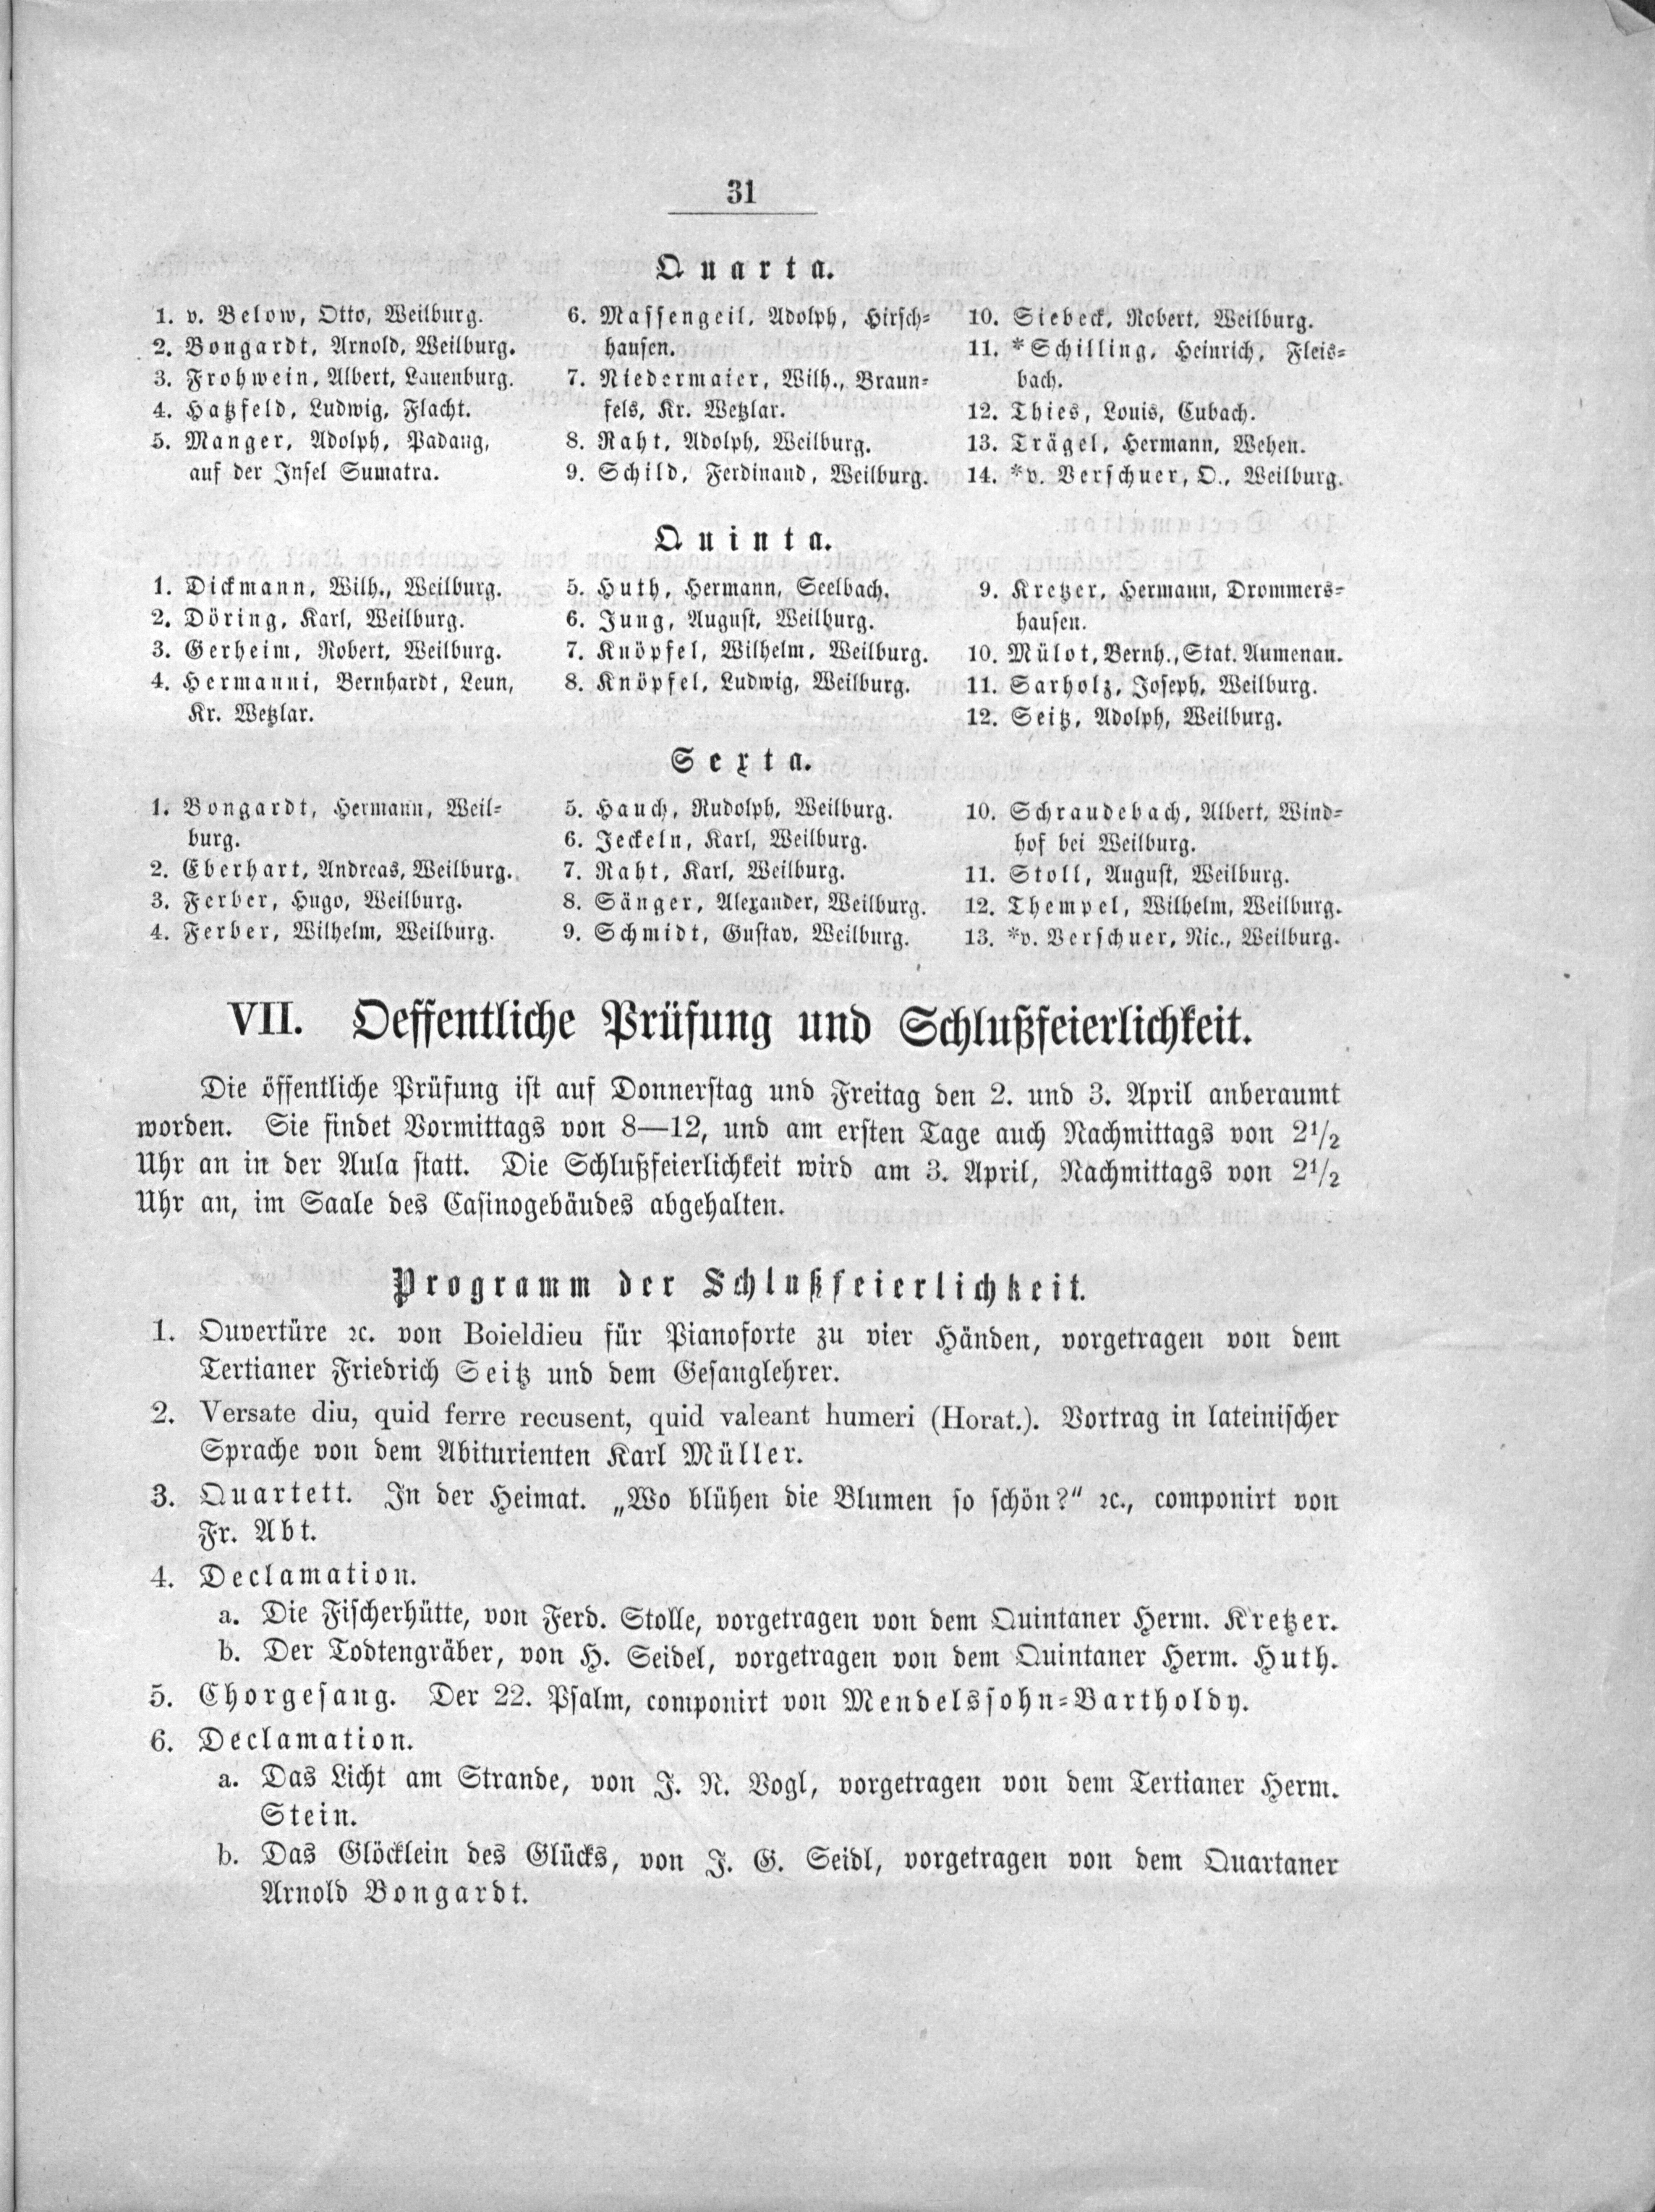 31
Quarta.
1. v. Below, Otto, Weilburg.
2. Bongardt, Arnold, Weilburg.
3. Frohwein, Albert, Lauenburg.
4. Hatzfeld, Ludwig, Flacht.
5. Manger, Adolph, Padang,
auf der Insel Sumatra.
6. Massengeil, Adolph, Hirsch-
hausen.
7. Niedermaier, Wilh., Braun-
fels, Kr. Wetzlar.
8. Raht, Adolph, Weilburg.
9. Schild, Ferdinand, Weilburg.
10. Siebeck, Robert, Weilburg.
11. *Schilling, Heinrich, Fleis-
bach.
12. Thies, Louis, Cubach.
13. Trägel, Hermann, Wehen.
14. *v. Verschuer, O., Weilburg.
Quinta.
1. Dickmann, Wilh., Weilburg.
2. Döring, Karl, Weilburg.
3. Gerheim, Robert, Weilburg.
4. Hermanni, Bernhardt, Leun,
Kr. Wetzlar.
5. Huth, Hermann, Seelbach.
6. Jung, August, Weilburg.
7. Knöpfel, Wilhelm, Weilburg.
8. Knöpfel, Ludwig, Weilburg.
9. Kretzer, Hermann, Drommers-
hausen.
10. Mülot, Bernh., Stat. Aumenau.
11. Sarholz, Joseph, Weilburg.
12. Seitz, Adolph, Weilburg.
Sexta.
1. Bongardt, Hermann, Weil-
burg.
2. Eberhart, Andreas, Weilburg.
3. Ferber, Hugo, Weilburg.
4. Ferber, Wilhelm, Weilburg.
5. Hauch, Rudolph, Weilburg.
6. Jeckeln, Karl, Weilburg.
7. Raht, Karl, Weilburg.
8. Sänger, Alexander, Weilburg.
9. Schmidt, Gustav, Weilburg.
10. Schraudebach, Albert, Wind-
hof bei Weilburg.
11. Stoll, August, Weilburg.
12. Thempel, Wilhelm, Weilburg.
13. *v. Verschuer, Nic., Weilburg.
VII. Oeffentliche Prüfung und Schlußfeierlichkeit.
Die öffentliche Prüfung ist auf Donnerstag und Freitag den 2. und 3. April anberaumt
worden. Sie findet Vormittags von 8—12, und am ersten Tage auch Nachmittags von 2½
Uhr an in der Aula statt. Die Schlußfeierlichkeit wird am 3. April, Nachmittags von 2½
Uhr an, im Saale des Casinogebäudes abgehalten.
Programm der Schlußfeierlichkeit.
1. Ouvertüre ꝛc. von Boieldieu für Pianoforte zu vier Händen, vorgetragen von dem
Tertianer Friedrich Seitz und dem Gesanglehrer.
2. Versate diu, quid ferre recusent, quid valeant humeri (Horat.). Vortrag in lateinischer
Sprache von dem Abiturienten Karl Müller.
3. Quartett. In der Heimat. „Wo blühen die Blumen so schön?“ ꝛc., componirt von
Fr. Abt.
4. Declamation.
a. Die Fischerhütte, von Ferd. Stolle, vorgetragen von dem Quintaner Herm. Kretzer.
b. Der Todtengräber, von H. Seidel, vorgetragen von dem Quintaner Herm. Huth.
5. Chorgesang. Der 22. Psalm, componirt von Mendelssohn-Bartholdy.
6. Declamation.
a. Das Licht am Strande, von J. N. Vogl, vorgetragen von dem Tertianer Herm.
Stein.
b. Das Glöcklein des Glücks, von J. G. Seidl, vorgetragen von dem Quartaner
Arnold Bongardt.